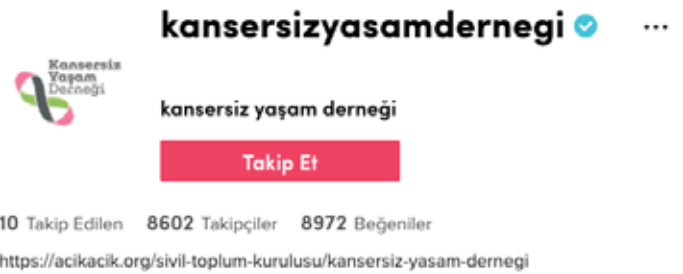 kansersizyasamdernegi
Kansersiz
Yaşam
Derneği
kansersiz yaşam derneği
Takip Et
10 Takip Edilen 8602 Takipçiler 8972 Beğeniler
https://acikacik.org/sivil-toplum-kurulusu/kansersiz-yasam-dernegi